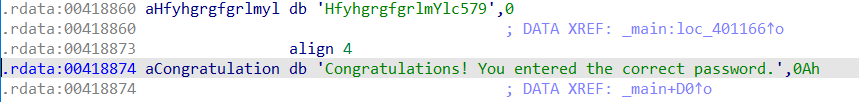 .rdata:00418860 aHfyhgrgfgrlmyl db 'HfyhgrgfgrlmYlc579',0
.rdata:00418860 ; DATA XREF: _main:loc_401166↑o
.rdata:00418873 align 4
.rdata:00418874 aCongratulation db 'Congratulations! You entered the correct password.',0Ah
.rdata:00418874 ; DATA XREF: _main+D0↑o